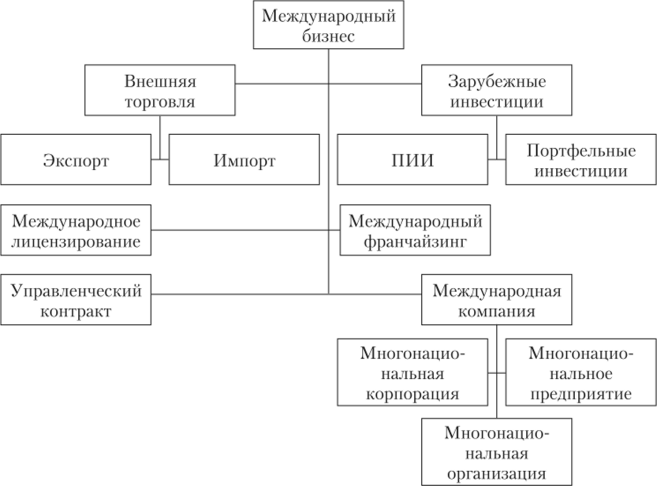 Международный
бизнес
Внешняя
торговля
Зарубежные
инвестиции
Экспорт
Импорт
ПИИ
Портфельные
инвестиции
Международное
лицензирование
Международный
франчайзинг
Управленческий
контракт
Международная
компания
Многонацио-
нальная
корпорация
Многонацио-
нальное
предприятие
Многонацио-
нальная
организация